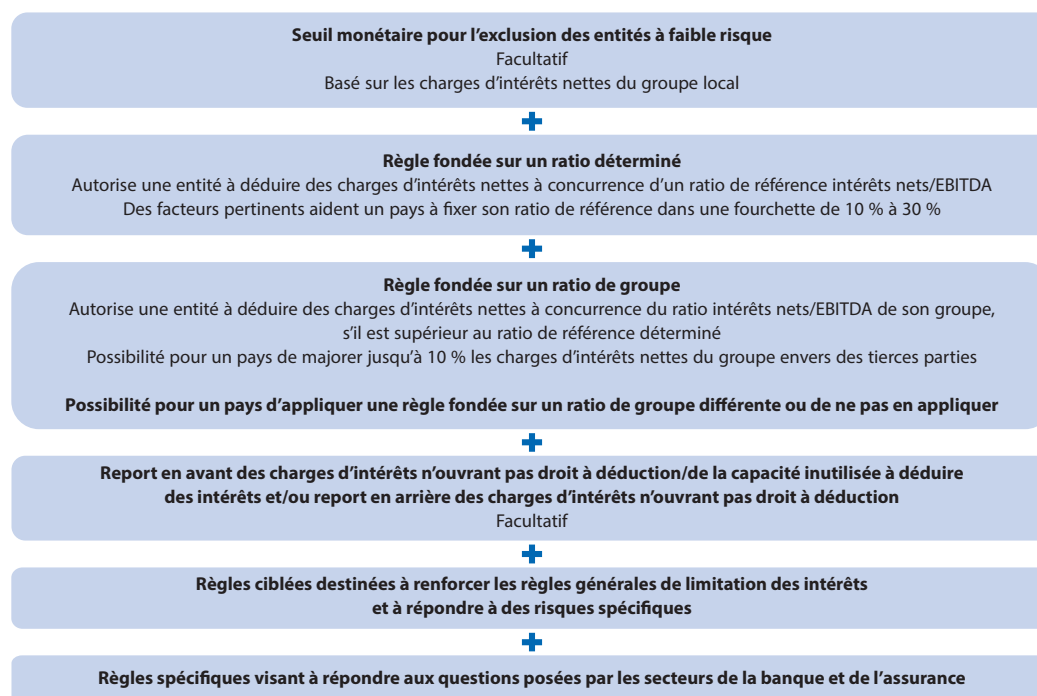 Seuil monétaire pour l’exclusion des entités à faible risque
Facultatif
Basé sur les charges d’intérêts nettes du groupe local
+
Règle fondée sur un ratio déterminé
Autorise une entité à déduire des charges d’intérêts nettes à concurrence d’un ratio de référence intérêts nets/EBITDA
Des facteurs pertinents aident un pays à fixer son ratio de référence dans une fourchette de 10 % à 30 %
+
Règle fondée sur un ratio de groupe
Autorise une entité à déduire des charges d’intérêts nettes à concurrence du ratio intérêts nets/EBITDA de son groupe,
s’il est supérieur au ratio de référence déterminé
Possibilité pour un pays de majorer jusqu’à 10 % les charges d’intérêts nettes du groupe envers des tierces parties
Possibilité pour un pays d’appliquer une règle fondée sur un ratio de groupe différente ou de ne pas en appliquer
+
Report en avant des charges d’intérêts n’ouvrant pas droit à déduction/de la capacité inutilisée à déduire
des intérêts et/ou report en arrière des charges d’intérêts n’ouvrant pas droit à déduction
Facultatif
+
Règles ciblées destinées à renforcer les règles générales de limitation des intérêts
et à répondre à des risques spécifiques
+
Règles spécifiques visant à répondre aux questions posées par les secteurs de la banque et de l’assurance